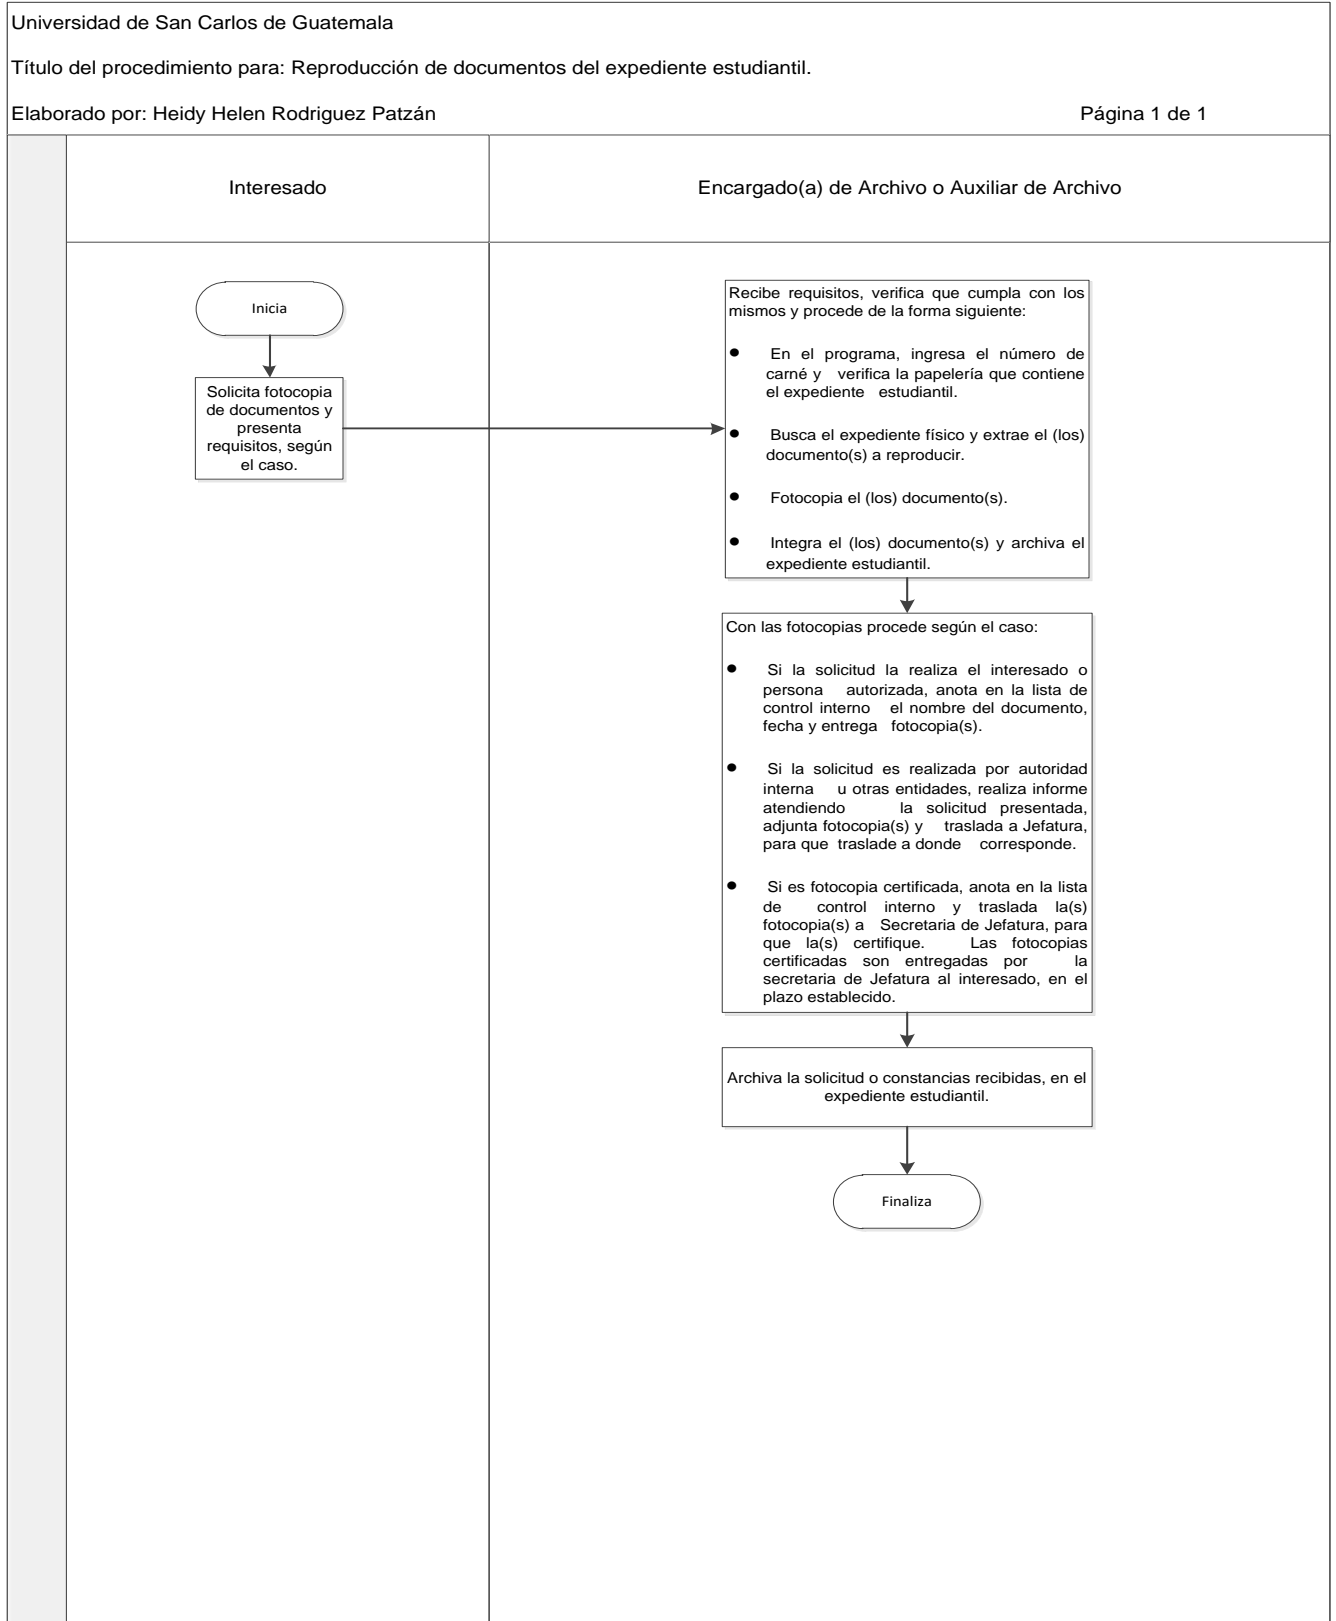 Universidad de San Carlos de Guatemala
Título del procedimiento para: Reproducción de documentos del expediente estudiantil.
Elaborado por: Heidy Helen Rodriguez Patzán Página 1 de 1
Interesado
Encargado(a) de Archivo o Auxiliar de Archivo
Inicia
Solicita fotocopia
de documentos y
presenta
requisitos, según
el caso.
Recibe requisitos, verifica que cumpla con los
mismos y procede de la forma siguiente:
● En el programa, ingresa el número de
carné y verifica la papelería que contiene
el expediente estudiantil.
● Busca el expediente físico y extrae el (los)
documento(s) a reproducir.
● Fotocopia el (los) documento(s).
● Integra el (los) documento(s) y archiva el
expediente estudiantil.
Con las fotocopias procede según el caso:
● Si la solicitud la realiza el interesado o
persona autorizada, anota en la lista de
control interno el nombre del documento,
fecha y entrega fotocopia(s).
● Si la solicitud es realizada por autoridad
interna u otras entidades, realiza informe
atendiendo la solicitud presentada,
adjunta fotocopia(s) y traslada a Jefatura,
para que traslade a donde corresponde.
● Si es fotocopia certificada, anota en la lista
de control interno y traslada la(s)
fotocopia(s) a Secretaria de Jefatura, para
que la(s) certifique. Las fotocopias
certificadas son entregadas por la
secretaria de Jefatura al interesado, en el
plazo establecido.
Archiva la solicitud o constancias recibidas, en el
expediente estudiantil.
Finaliza